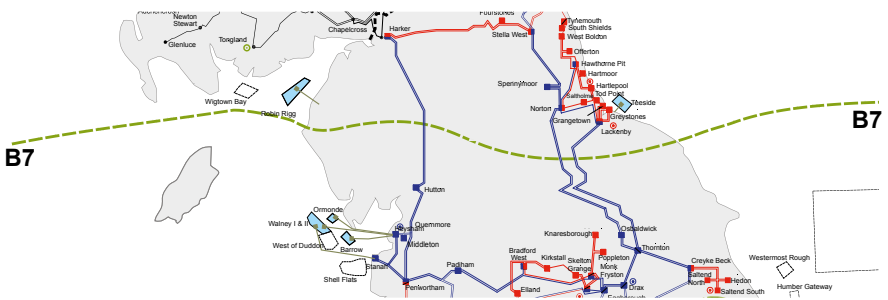 Newton
Stewart
Glenluce
Tongland
Chapelcross
Harker
Fourstones
Stella West
Tynemouth
South Shields
West Boldon
Offerton
Hawthorne Pit
Hartmoor
Hartlepool
Tod Point
Saltholme
Teeside
Greystones
Spennymoor
Norton
Grangetown
Lackenby
Wigtown Bay
Robin Rigg
B7
B7
Hutton
Ormonde
Walney I & II
West of Duddon
Barrow
Quernmore
Heysham
Middleton
Stanah
Shell Flats
Penwortham
Padiham
Bradford
West
Kirkstall
Elland
Knaresborough
Skelton
Grange
Poppleton
Monk
Fryston
Drax
Osbaldwick
Thornton
Creyke Beck
Saltend
North
Hedon
Saltend South
Westermost Rough
Humber Gateway